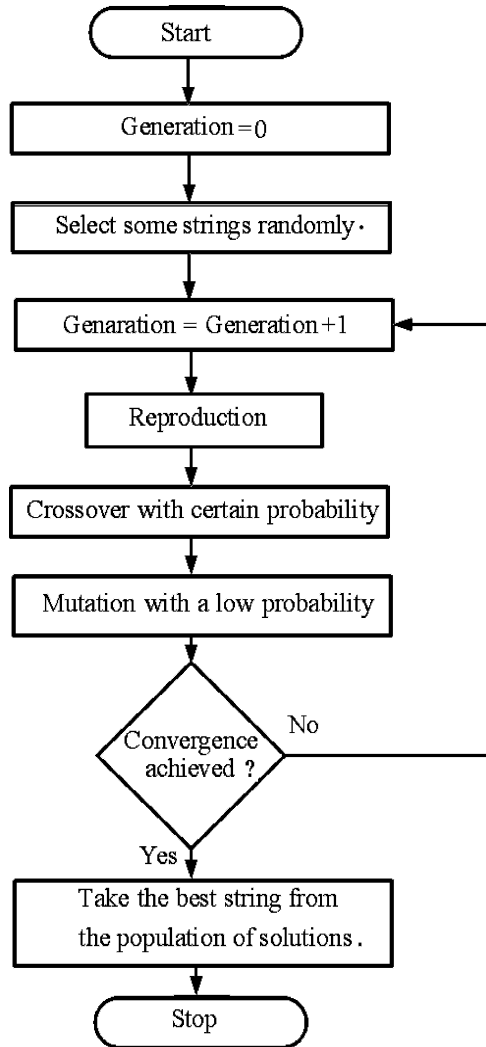 Start
Generation=0
Select some strings randomly.
Genaration = Generation+1
Reproduction
Crossover with certain probability
Mutation with a low probability
Convergence
achieved ?
No
Yes
Take the best string from
the population of solutions.
Stop